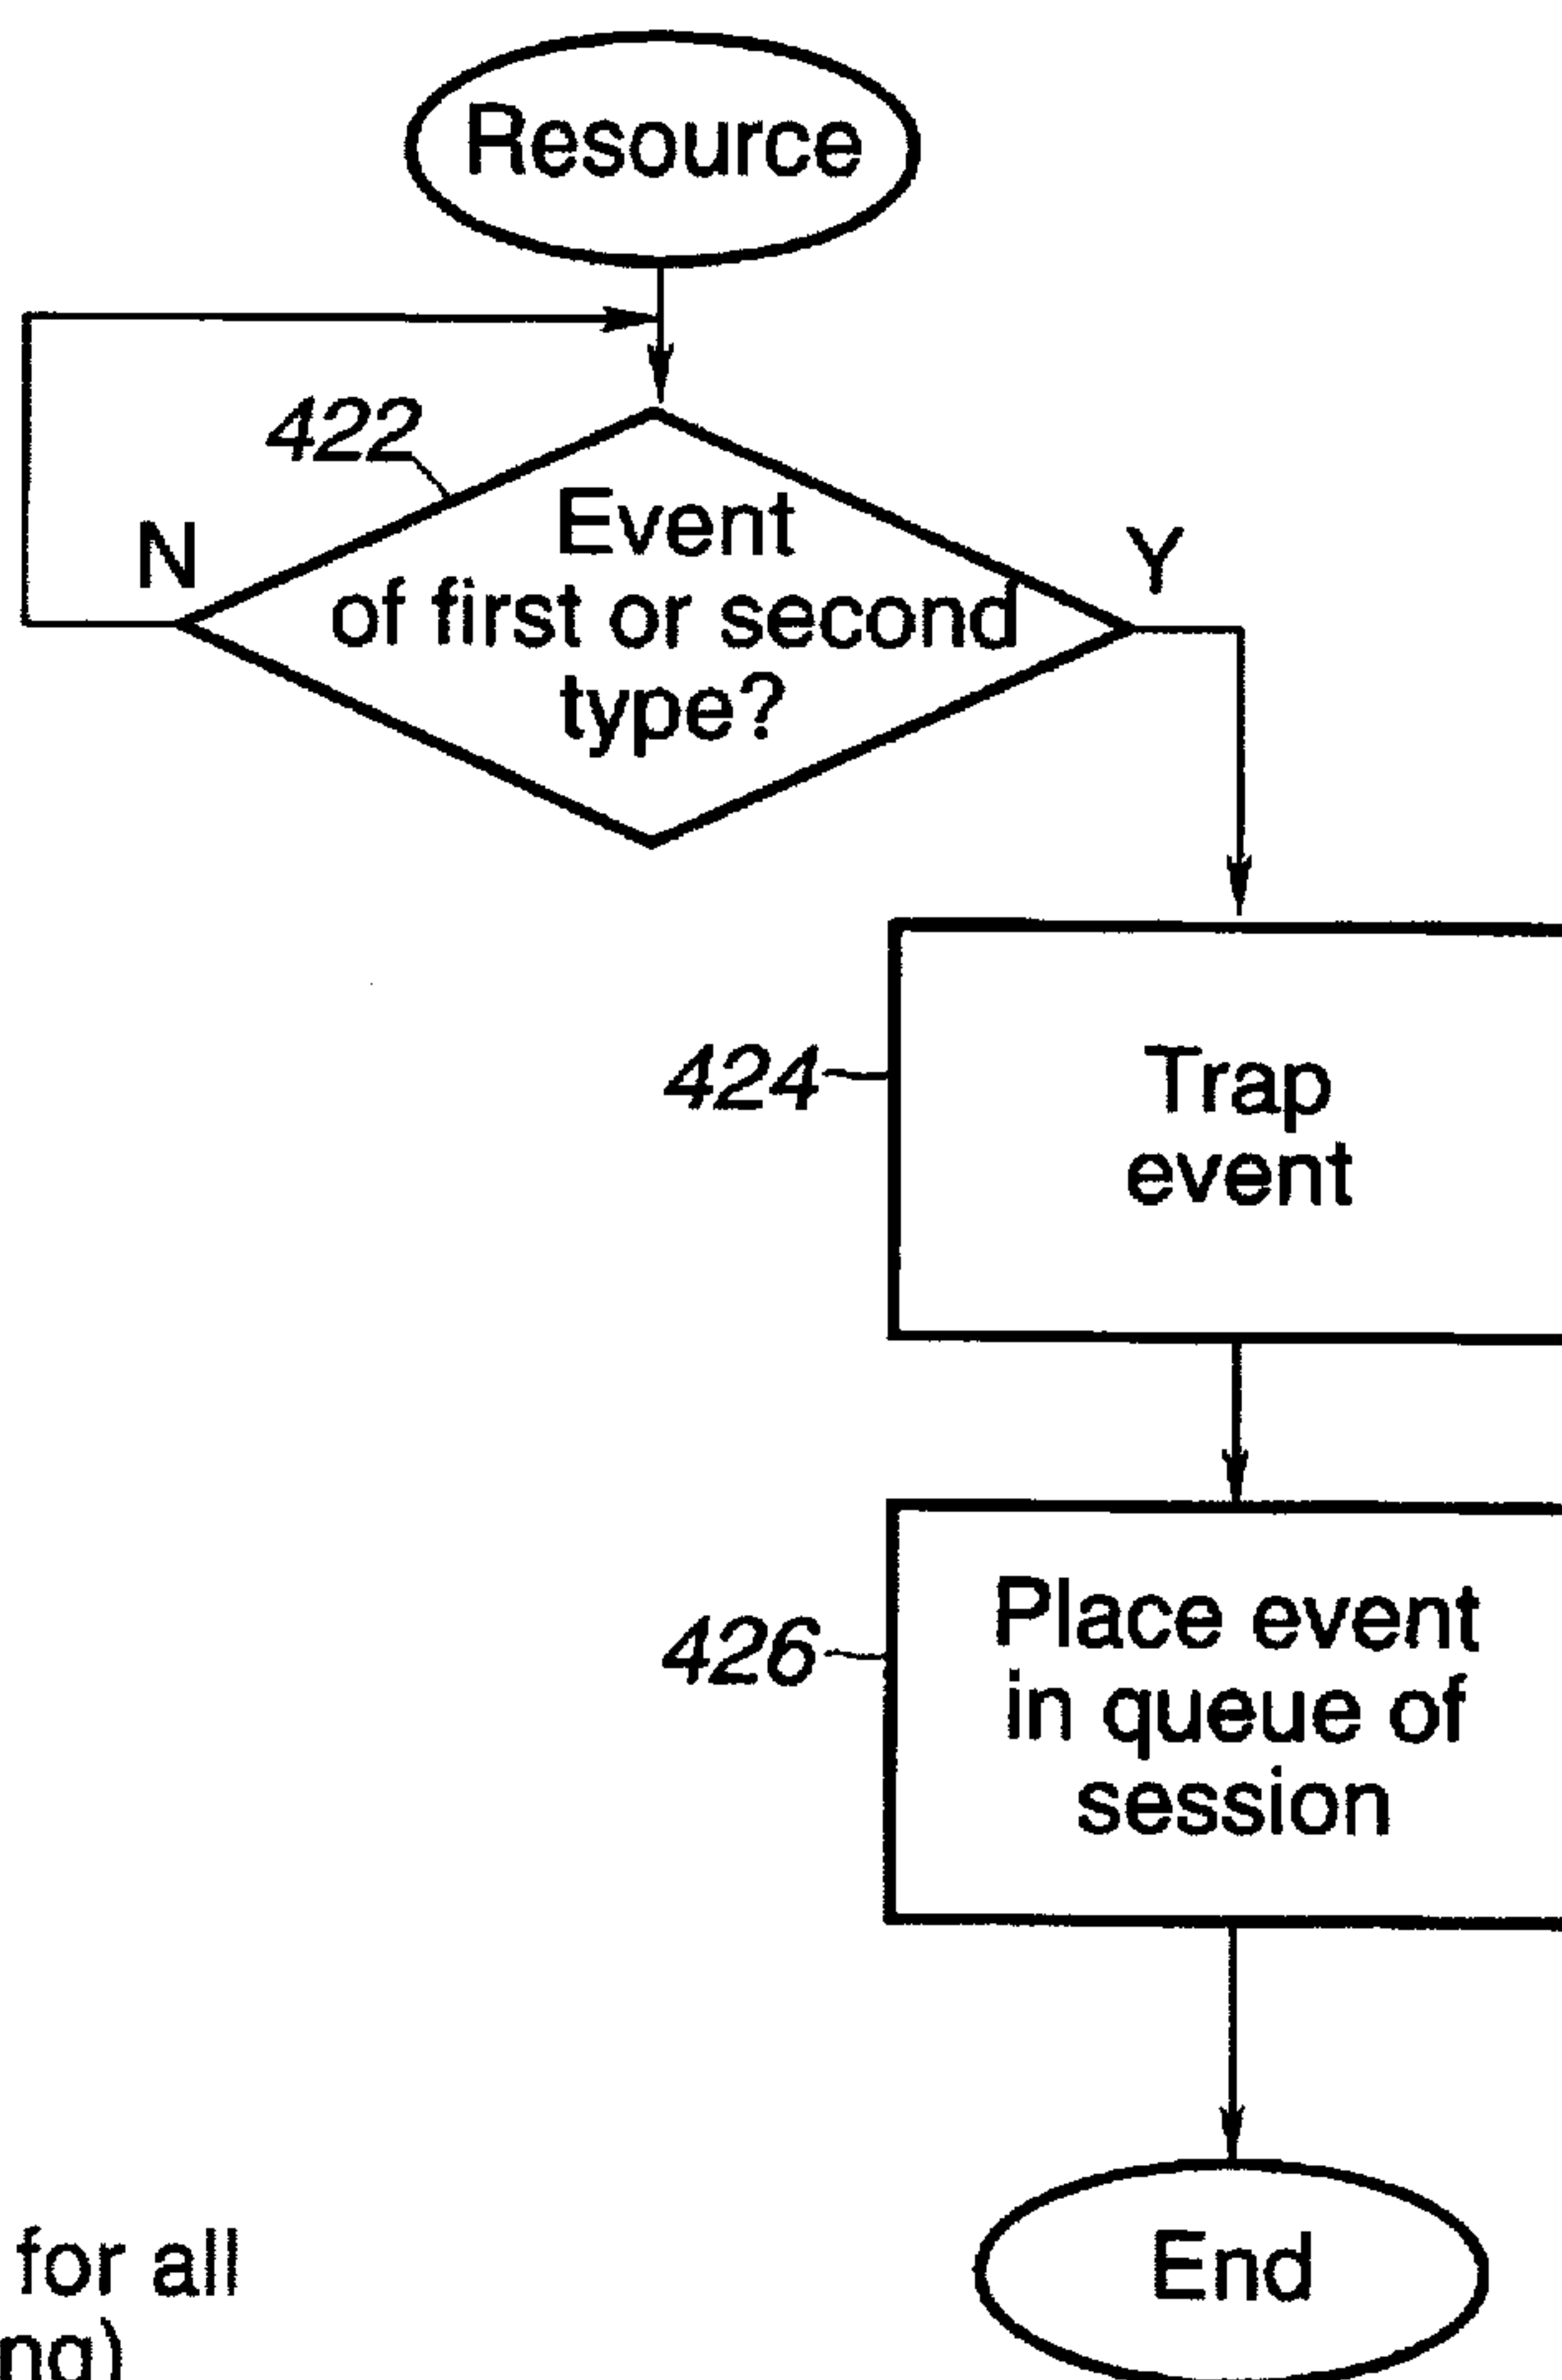 Resource
422
N
Event
of first or second
type?
Y
424
Trap
event
426
Place event
in queue of
session
End
for all